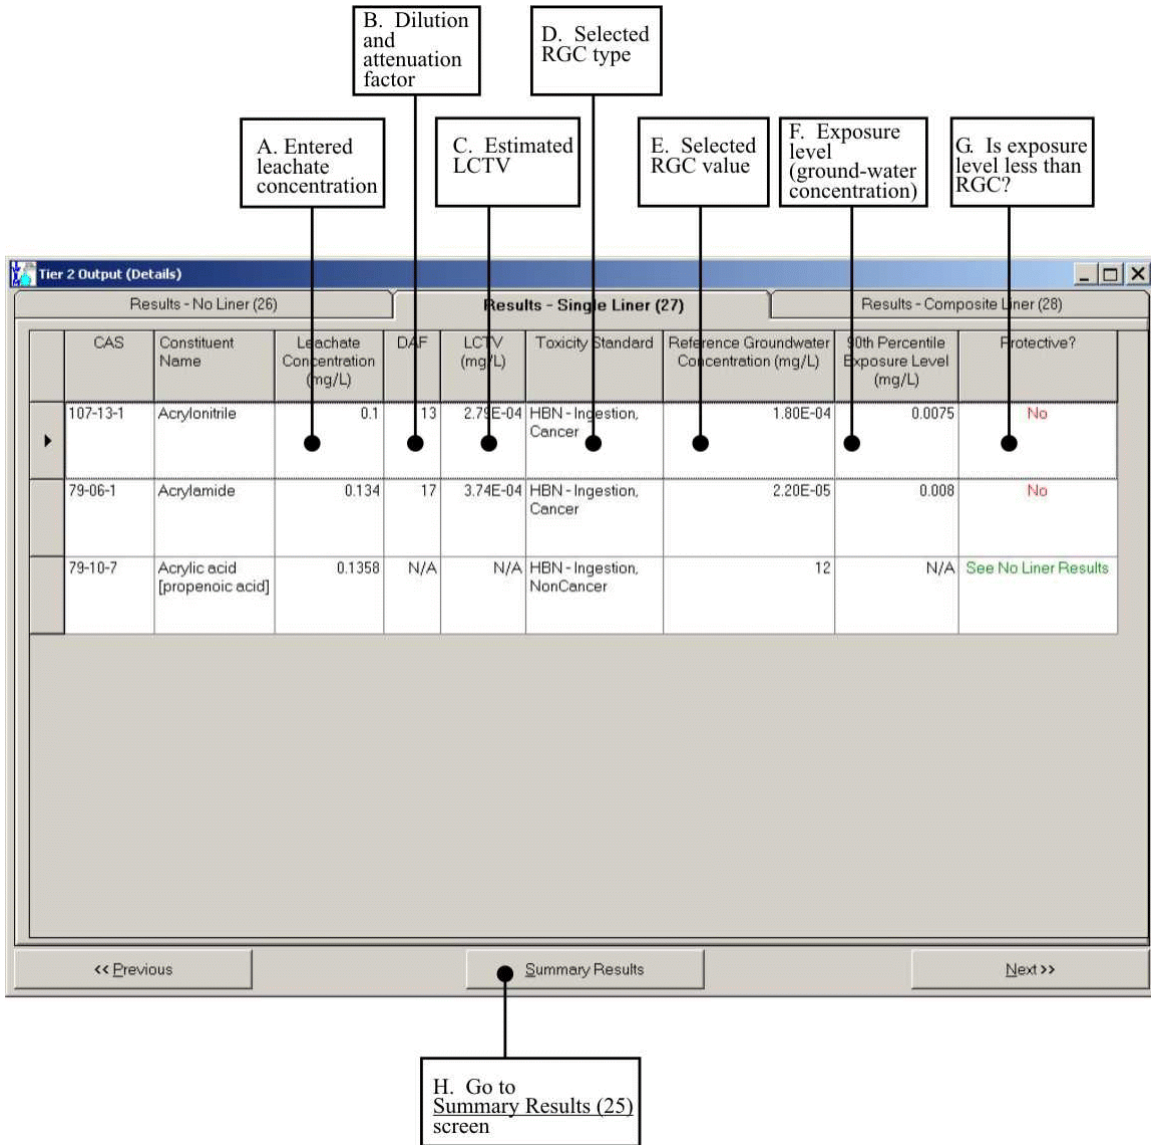 B. Dilution
and
attenuation
factor
D. Selected
RGC type
A. Entered
leachate
concentration
C. Estimated
LCTV
E. Selected
RGC value
F. Exposure
level
(ground-water
concentration)
G. Is exposure
level less than
RGC?
Tier 2 Output (Details)
Results - No Liner (26)
Results - Single Liner (27)
Results - Composite Liner (28)
CAS
Constituent
Name
Leachate
Concentration
(mg/L)
DAF
LCTV
(mg/L)
Toxicity Standard
Reference Groundwater
Concentration (mg/L)
90th Percentile
Exposure Level
(mg/L)
Protective?
107-13-1
Acrylonitrile
0.1
13
2.79E-04
HBN - Ingestion,
Cancer
1.80E-04
0.0075
No
79-06-1
Acrylamide
0.134
17
3.74E-04
HBN - Ingestion,
Cancer
2.20E-05
0.008
No
79-10-7
Acrylic acid
[propenoic acid]
0.1358
N/A
N/A
HBN - Ingestion,
NonCancer
12
N/A
See No Liner Results
<< Previous
Summary Results
Next >>
H. Go to
Summary Results (25)
screen